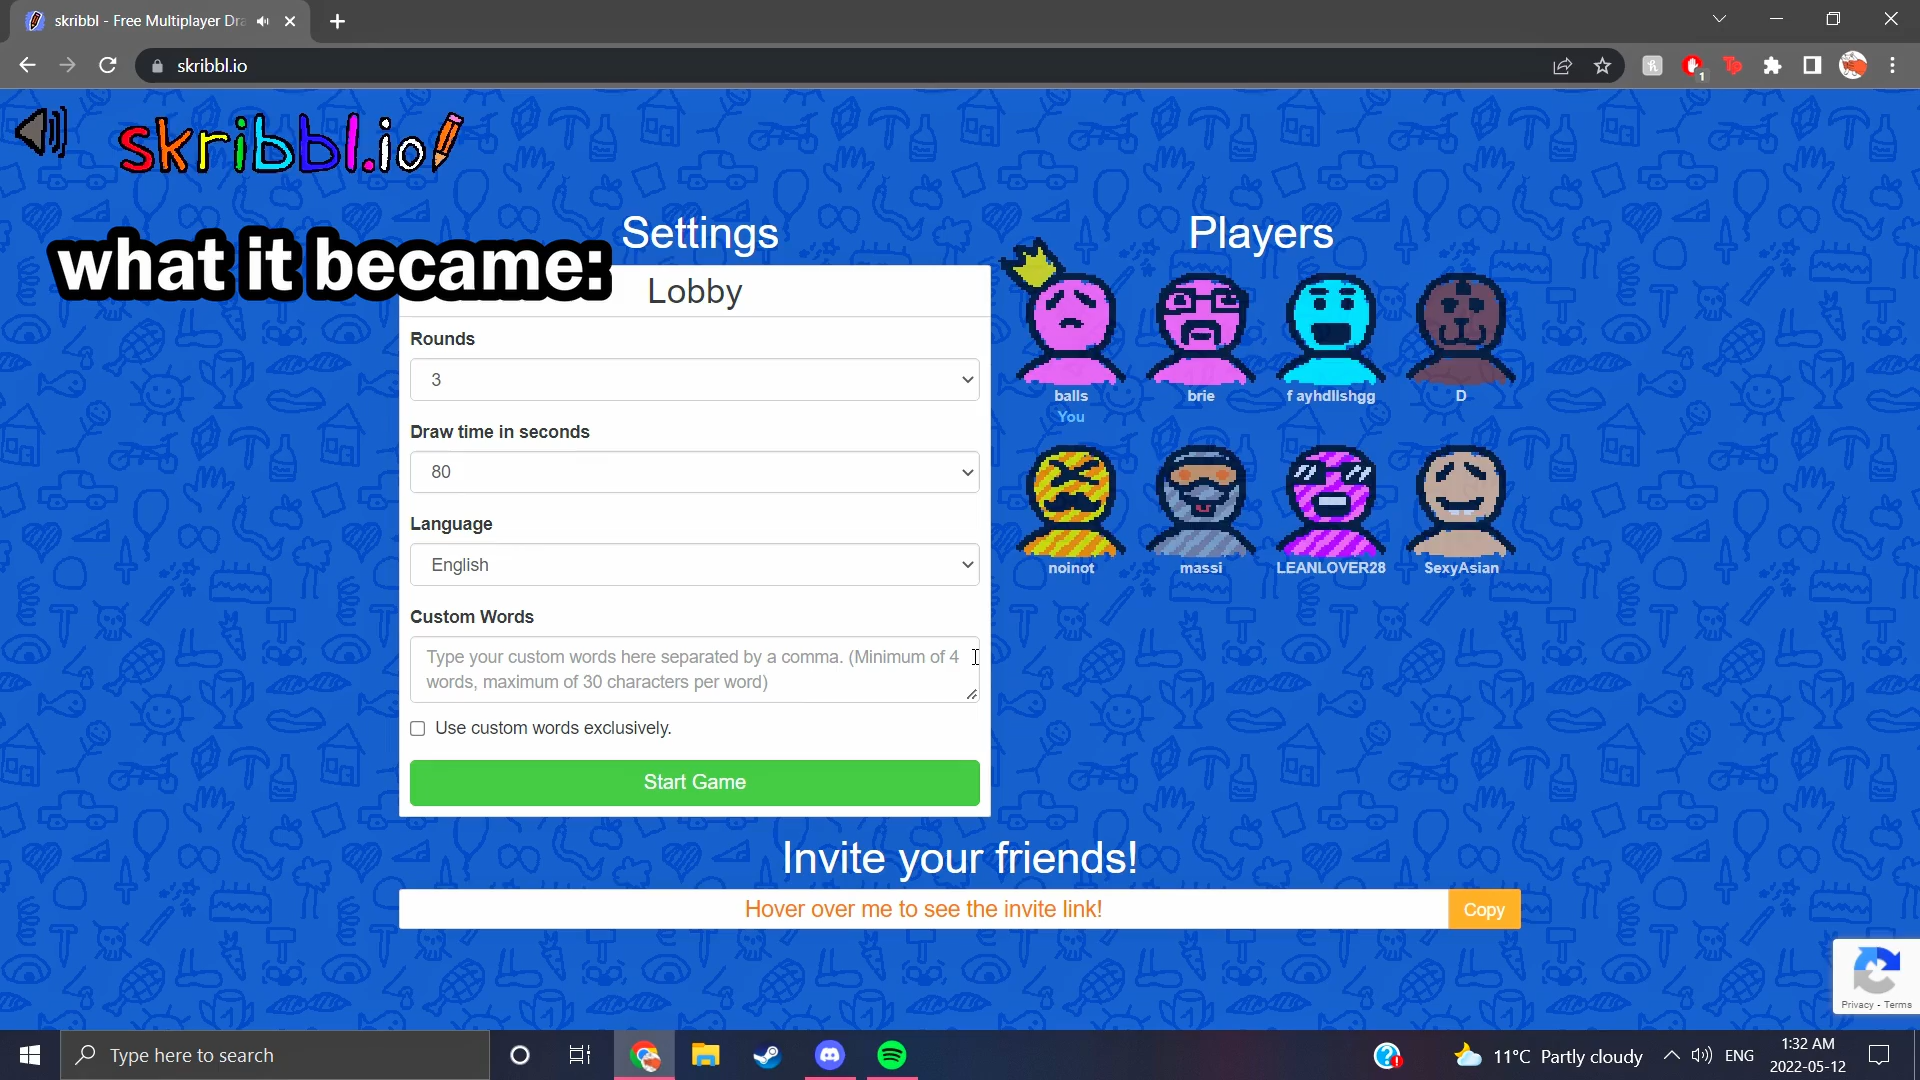 skribbl - Free Multiplayer Dra
skribbl.io
1
skribbl.io
what it became:
Settings
Players
Lobby
Rounds
3
Draw time in seconds
80
Language
English
Custom Words
Type your custom words here separated by a comma. (Minimum of 4
words, maximum of 30 characters per word)
Use custom words exclusively.
Start Game
balls
You
brie
f ayhdllshgg
D
noinot
massi
LEANLOVER28
SexyAsian
Invite your friends!
Hover over me to see the invite link!
Copy
Privacy - Terms
Type here to search
11°C Partly cloudy
ENG
1:32 AM
2022-05-12